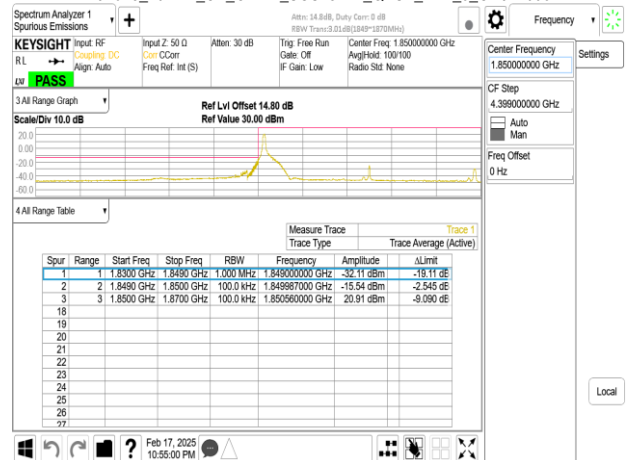 Spectrum Analyzer 1
Spurious Emissions
Attn: 14.8dB, Duty Corr: 0 dB
RBW Trans:3.01dB(1849~1870MHz)
Frequency
KEYSIGHT
RL
LXI
PASS
Input: RF
Coupling: DC
Align: Auto
Input Z: 50 Ω
Corr CCorr
Freq Ref: Int (S)
Atten: 30 dB
Trig: Free Run
Gate: Off
IF Gain: Low
Center Freq: 1.850000000 GHz
Avg|Hold: 100/100
Radio Std: None
Center Frequency
1.850000000 GHz
Settings
CF Step
4.399000000 GHz
Auto
Man
Freq Offset
0 Hz
3 All Range Graph
Scale/Div 10.0 dB
Ref Lvl Offset 14.80 dB
Ref Value 30.00 dBm
20.0
0.00
-20.0
-40.0
-60.0
4 All Range Table
Measure Trace Trace 1
Trace Type Trace Average (Active)
Spur Range Start Freq Stop Freq RBW Frequency Amplitude ΔLimit
1 1 1.8300 GHz 1.8490 GHz 1.000 MHz 1.849000000 GHz -32.11 dBm -19.11 dB
2 2 1.8490 GHz 1.8500 GHz 100.0 kHz 1.849987000 GHz -15.54 dBm -2.545 dB
3 3 1.8500 GHz 1.8700 GHz 100.0 kHz 1.850560000 GHz 20.91 dBm -9.090 dB
18
19
20
21
22
23
24
25
26
27
Local
Feb 17, 2025
10:55:00 PM